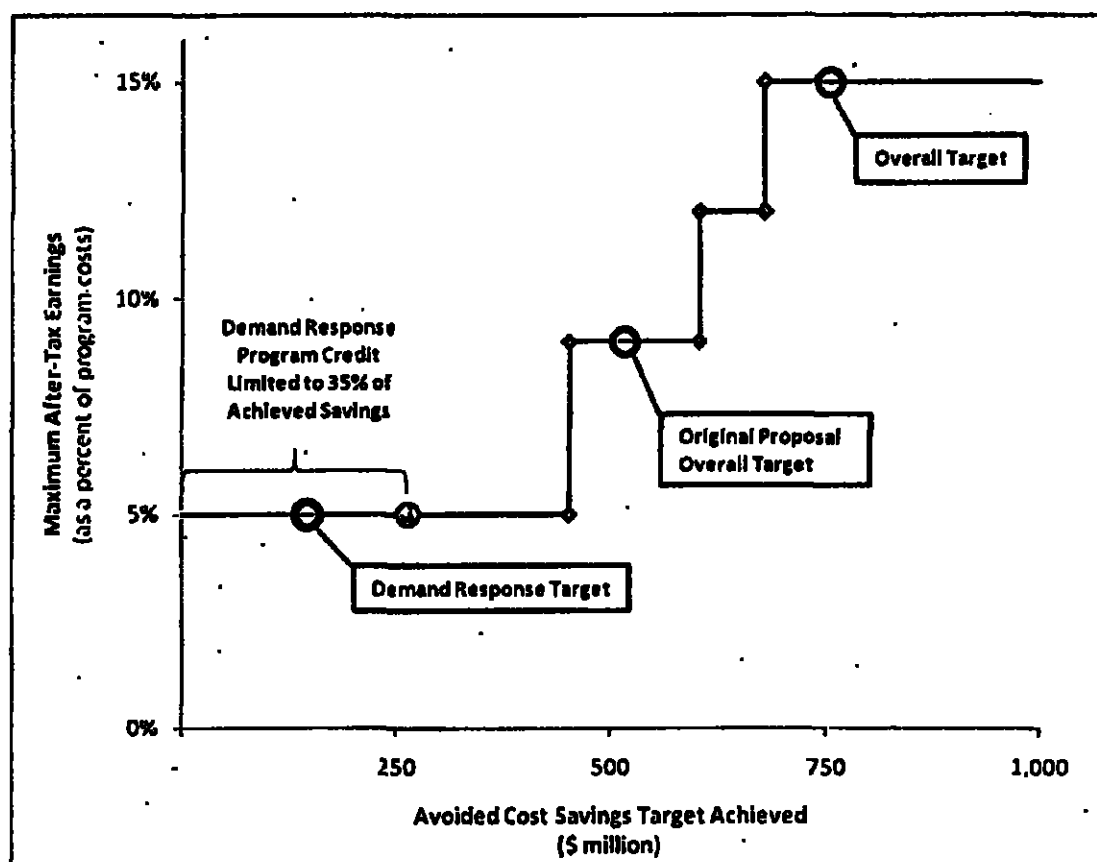 15%
Overall Target
Maximum After-Tax Earnings
(as a percent of program costs)
10%
Demand Response
Program Credit
Limited to 35% of
Achieved Savings
Original Proposal
Overall Target
5%
Demand Response Target
0%
-
250
500
750
1,000
Avoided Cost Savings Target Achieved
($ million)